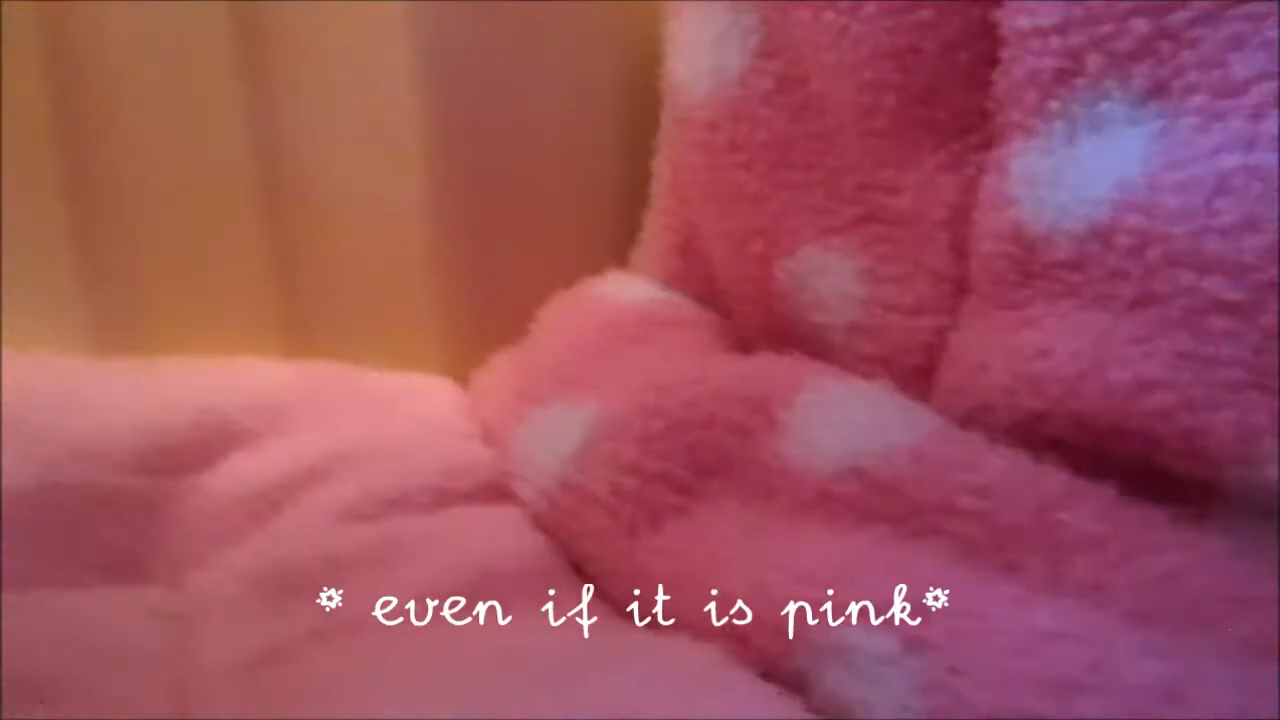 * even if it is pink*